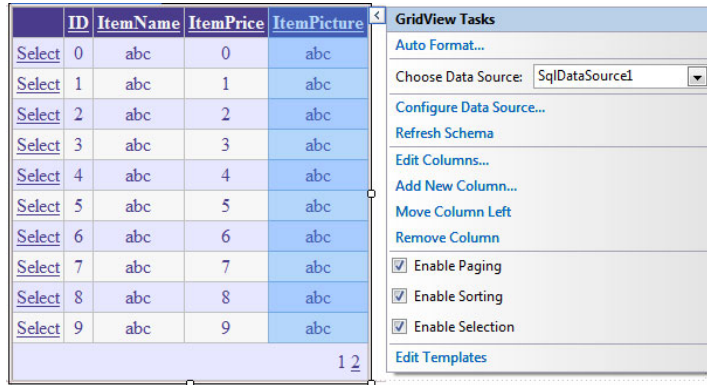 ID ItemName ItemPrice ItemPicture
Select 0 abc 0 abc
Select 1 abc 1 abc
Select 2 abc 2 abc
Select 3 abc 3 abc
Select 4 abc 4 abc
Select 5 abc 5 abc
Select 6 abc 6 abc
Select 7 abc 7 abc
Select 8 abc 8 abc
Select 9 abc 9 abc
1 2
GridView Tasks
Auto Format...
Choose Data Source: SqlDataSource1
Configure Data Source...
Refresh Schema
Edit Columns...
Add New Column...
Move Column Left
Remove Column
Enable Paging
Enable Sorting
Enable Selection
Edit Templates